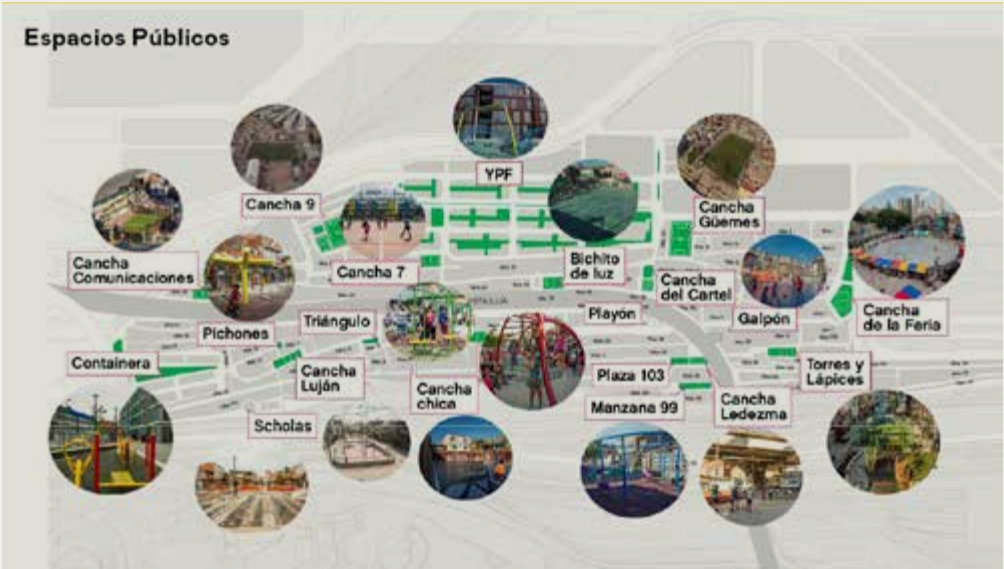 Espacios Públicos
YPF
Cancha 9
Cancha
Güemes
Cancha
Comunicaciones
Cancha 7
Bichito
de luz
Cancha
del Cartel
Pichones
Triángulo
Playón
Galpón
Cancha
de la Feria
Containera
Cancha
Luján
Cancha
chica
Plaza 103
Torres y
Lápices
Manzana 99
Cancha
Ledezma
Scholas